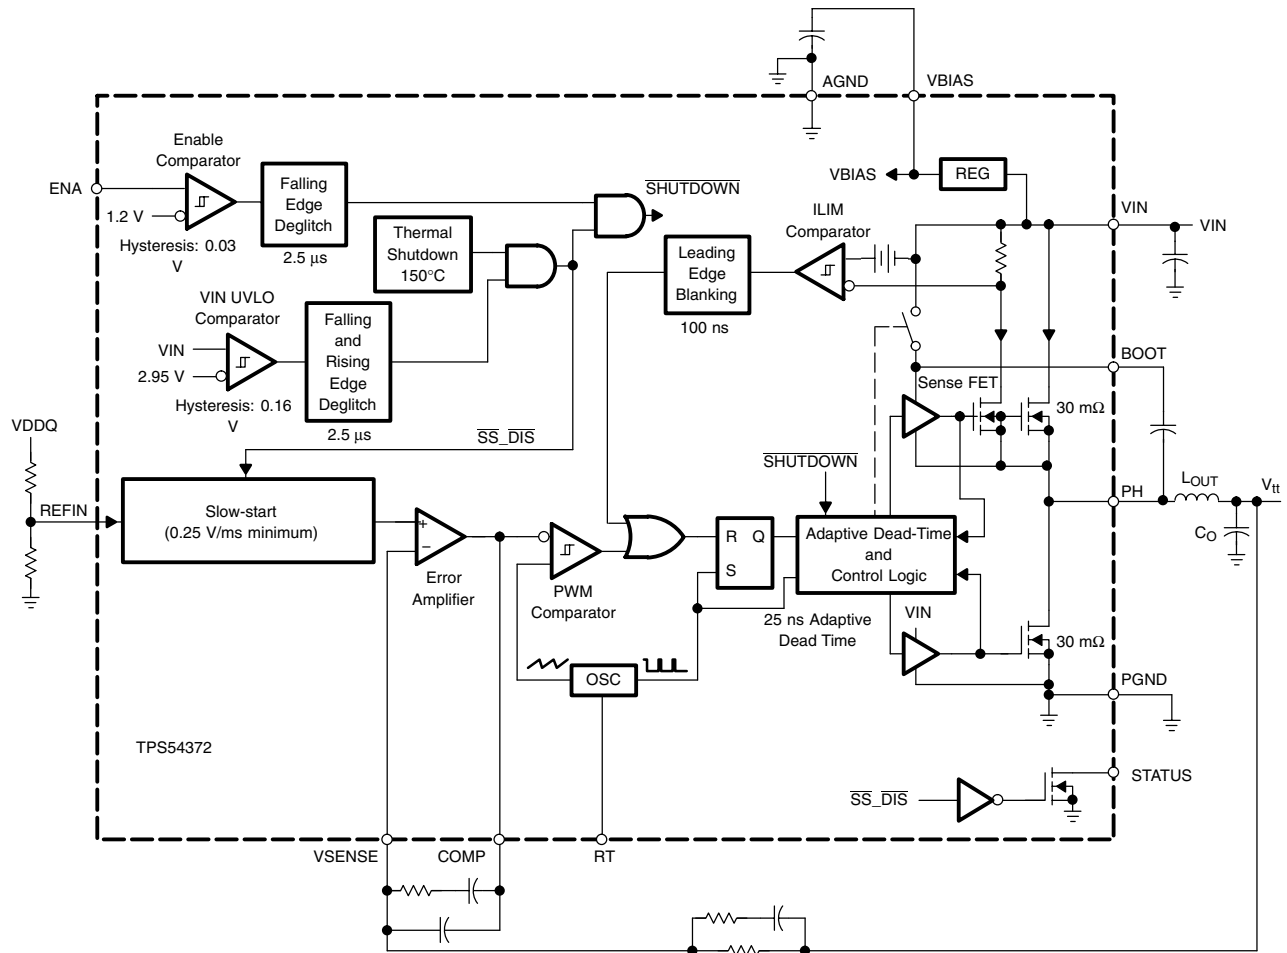 AGND
VBIAS
Enable
Comparator
ENA
1.2 V
Hysteresis: 0.03
V
Falling
Edge
Deglitch
2.5 μs
SHUTDOWN
Thermal
Shutdown
150°C
VIN UVLO
Comparator
VIN
2.95 V
Hysteresis: 0.16
V
Falling
and
Rising
Edge
Deglitch
2.5 μs
SS_DIS
VBIAS
REG
ILIM
Comparator
Leading
Edge
Blanking
100 ns
VIN
VIN
BOOT
Sense FET
30 mΩ
VDDQ
REFIN
Slow-start
(0.25 V/ms minimum)
+
−
Error
Amplifier
PWM
Comparator
R Q
S
SHUTDOWN
Adaptive Dead-Time
and
Control Logic
25 ns Adaptive
Dead Time
VIN
PH
LOUT
Vtt
CO
30 mΩ
PGND
OSC
TPS54372
SS_DIS
STATUS
VSENSE
COMP
RT